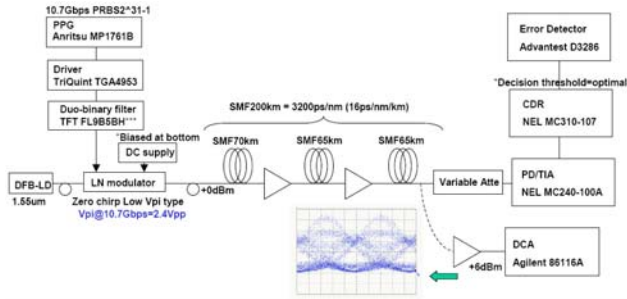 10.7Gbps PRBS2^31-1
PPG
Anritsu MP1761B
Driver
TriQuint TGA4953
Duo-binary filter
TFT FL9B5BH***
*Biased at bottom
DC supply
DFB-LD
1.55um
LN modulator
Zero chirp Low Vpi type
Vpi@10.7Gbps=2.4Vpp
+0dBm
SMF200km = 3200ps/nm (16ps/nm/km)
SMF70km
SMF65km
SMF65km
Variable Atte
Error Detector
Advantest D3286
*Decision threshold=optimal
CDR
NEL MC310-107
PD/TIA
NEL MC240-100A
+6dBm
DCA
Agilent 86116A